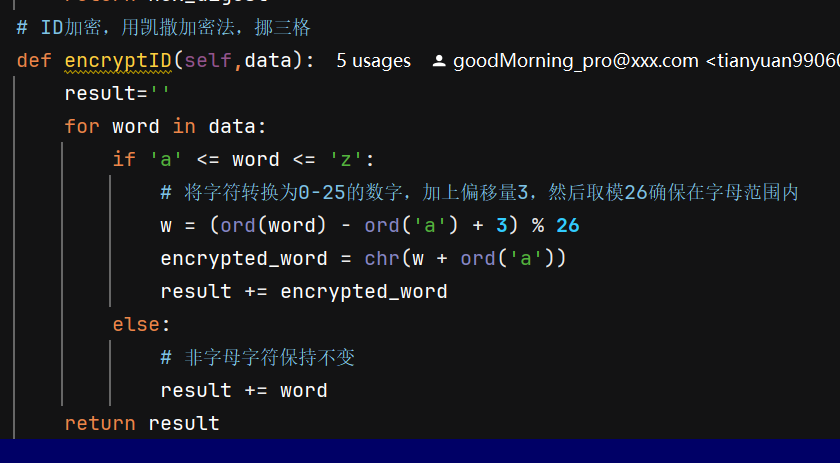 # ID加密，用凯撒加密法，挪三格
def encryptID(self,data): 5 usages goodMorning_pro@xxx.com <tianyuan99060
result=''
for word in data:
if 'a' <= word <= 'z':
# 将字符转换为0-25的数字，加上偏移量3，然后取模26确保在字母范围内
w = (ord(word) - ord('a') + 3) % 26
encrypted_word = chr(w + ord('a'))
result += encrypted_word
else:
# 非字母字符保持不变
result += word
return result